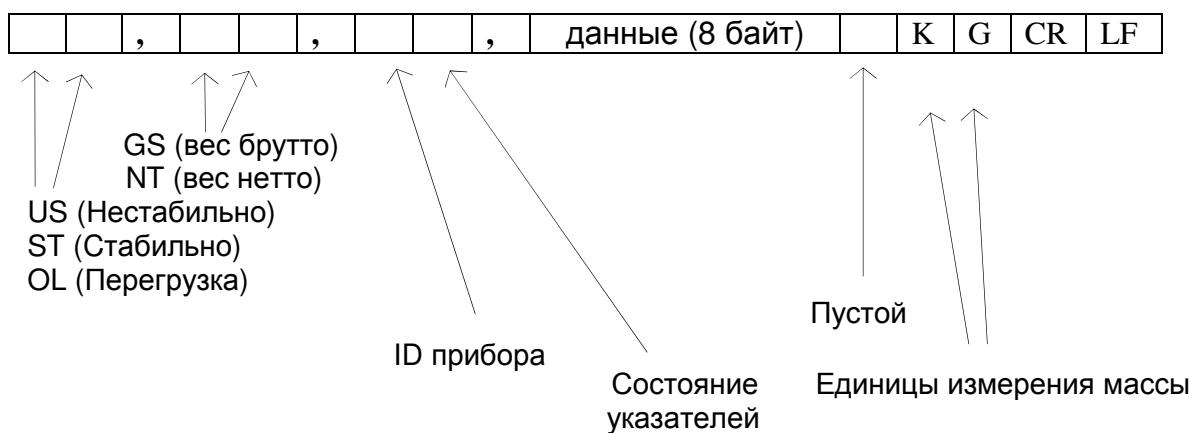 , , , данные (8 байт) K G CR LF
GS (вес брутто)
NT (вес нетто)
US (Нестабильно)
ST (Стабильно)
OL (Перегрузка)
Пустой
ID прибора
Состояние указателей
Единицы измерения массы